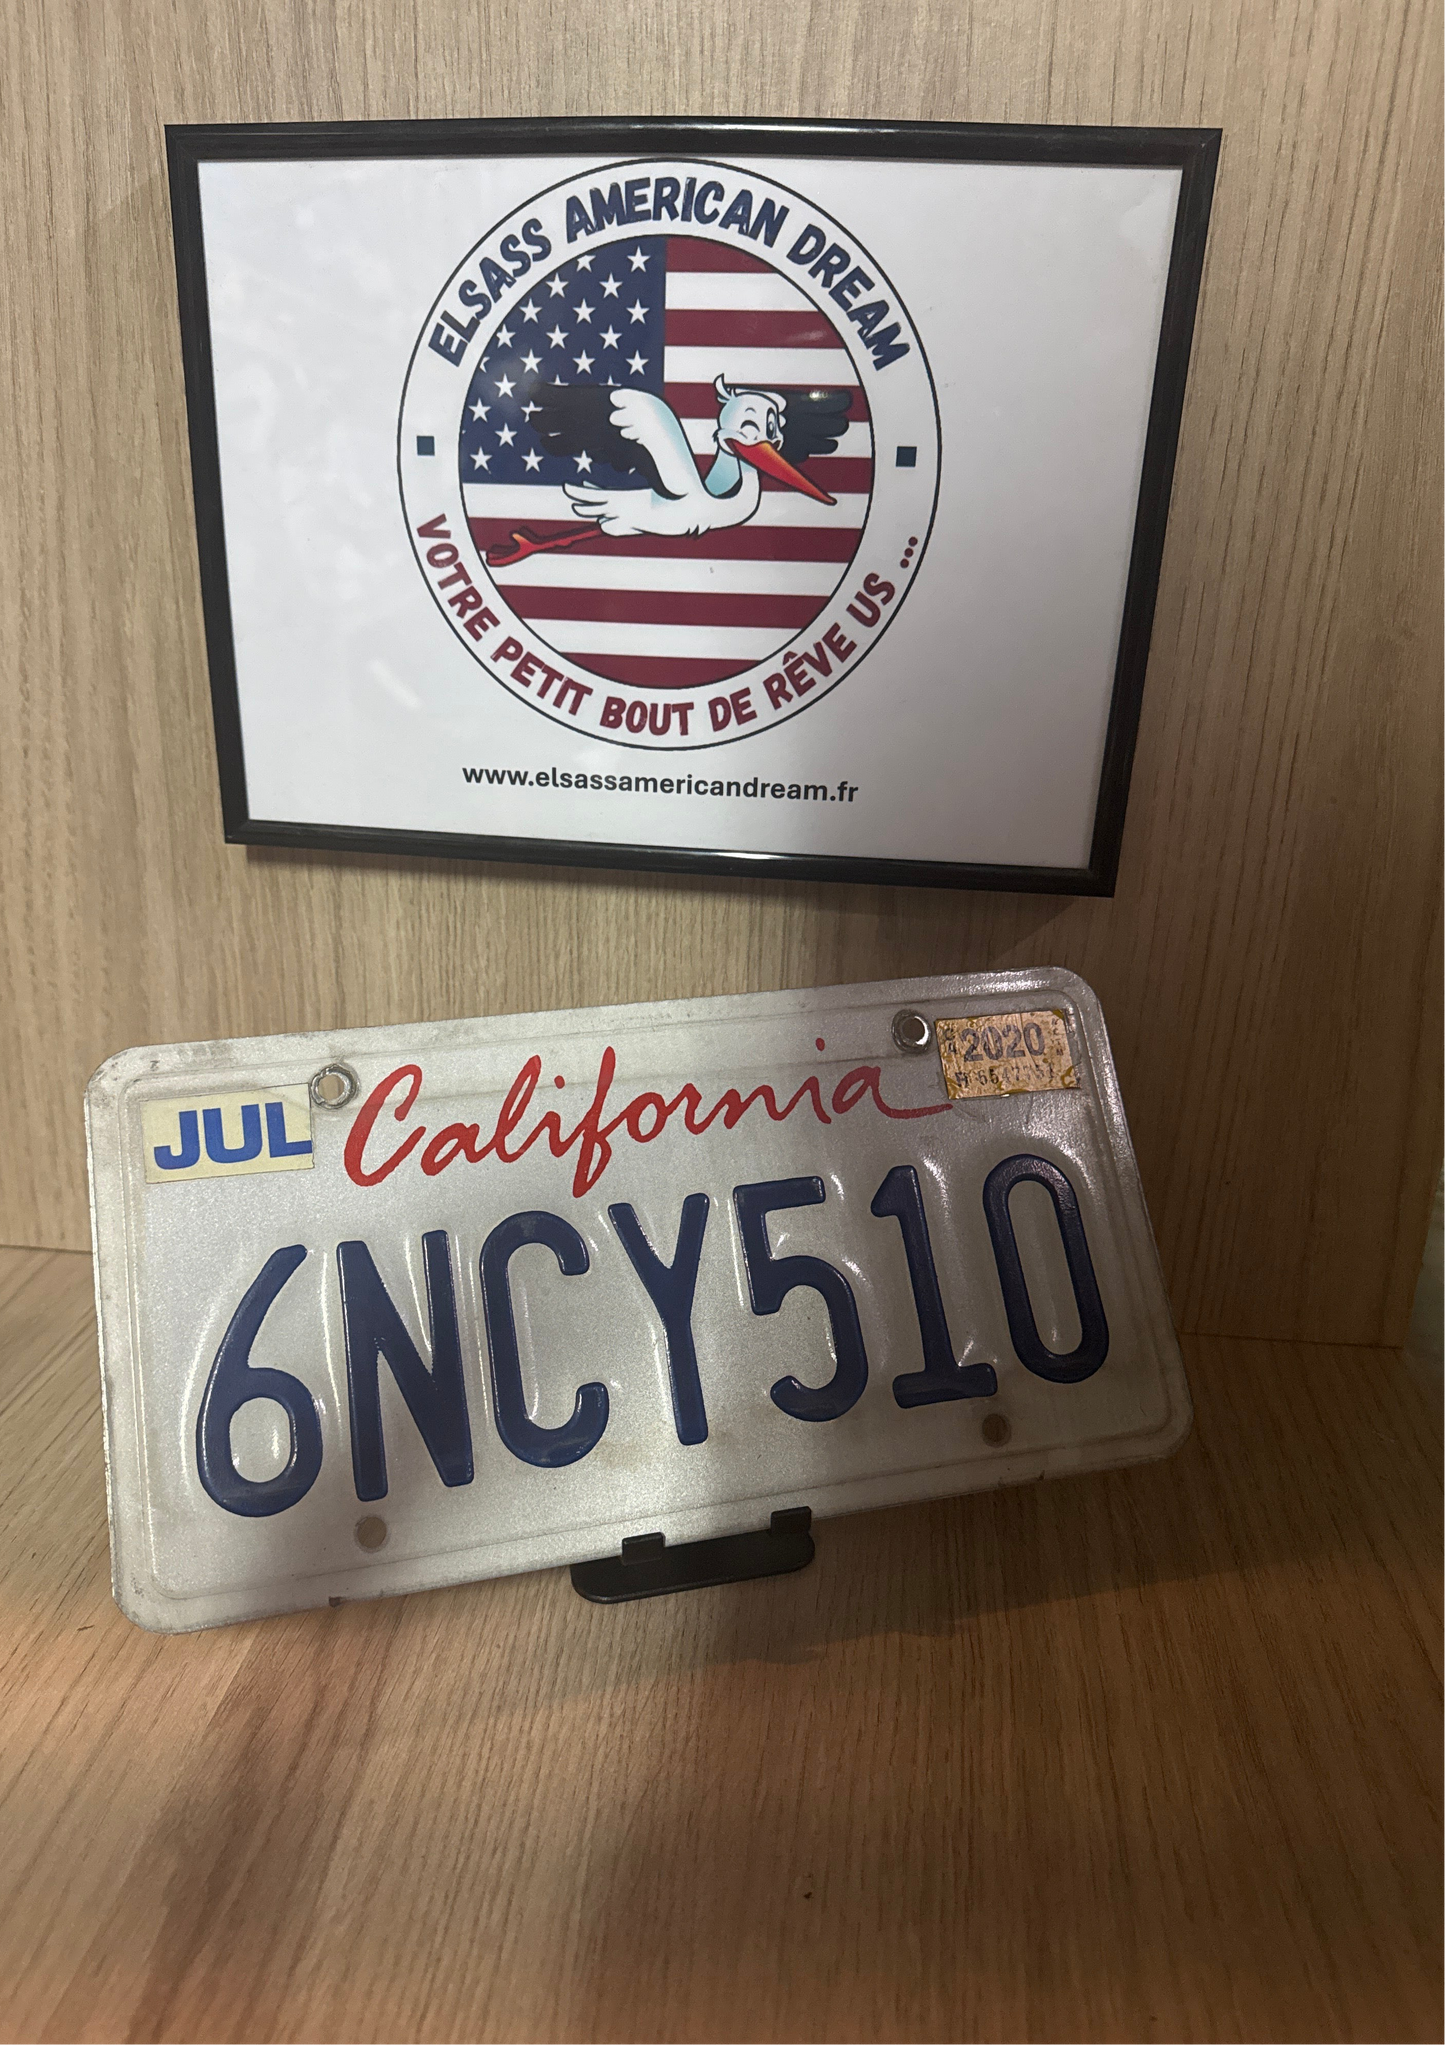 ELSASS AMERICAN DREAM
VOTRE PETIT BOUT DE RÊVE US ...
www.elsassamericandream.fr
JUL
California
2020
6NCY510